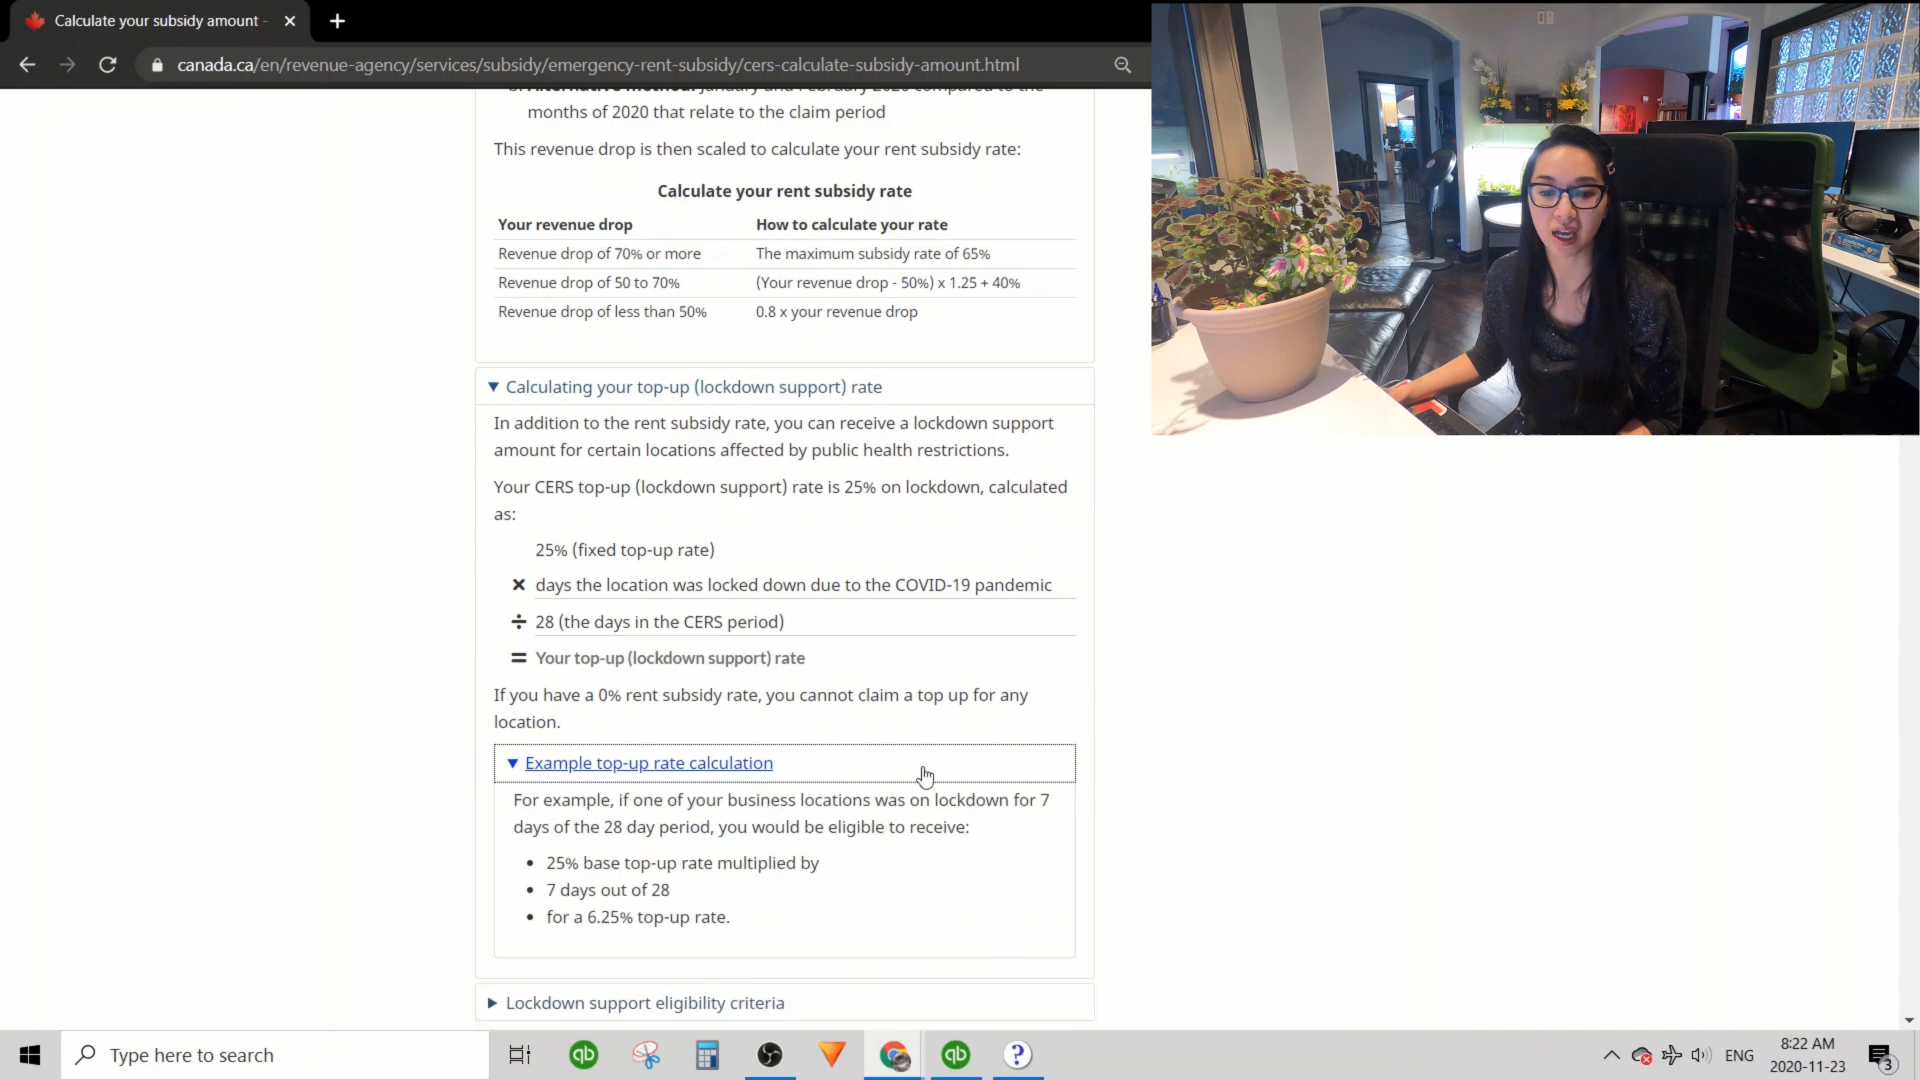 Calculate your subsidy amount -
canada.ca/en/revenue-agency/services/subsidy/emergency-rent-subsidy/cers-calculate-subsidy-amount.html
b. Alternative method: January and February 2020 compared to the
months of 2020 that relate to the claim period
This revenue drop is then scaled to calculate your rent subsidy rate:
Calculate your rent subsidy rate
Your revenue drop How to calculate your rate
Revenue drop of 70% or more The maximum subsidy rate of 65%
Revenue drop of 50 to 70% (Your revenue drop - 50%) x 1.25 + 40%
Revenue drop of less than 50% 0.8 x your revenue drop
▼ Calculating your top-up (lockdown support) rate
In addition to the rent subsidy rate, you can receive a lockdown support
amount for certain locations affected by public health restrictions.
Your CERS top-up (lockdown support) rate is 25% on lockdown, calculated
as:
25% (fixed top-up rate)
× days the location was locked down due to the COVID-19 pandemic
÷ 28 (the days in the CERS period)
= Your top-up (lockdown support) rate
If you have a 0% rent subsidy rate, you cannot claim a top up for any
location.
▼ Example top-up rate calculation
For example, if one of your business locations was on lockdown for 7
days of the 28 day period, you would be eligible to receive:
• 25% base top-up rate multiplied by
• 7 days out of 28
• for a 6.25% top-up rate.
► Lockdown support eligibility criteria
Type here to search
qb
qb
?
ENG
8:22 AM
2020-11-23
3